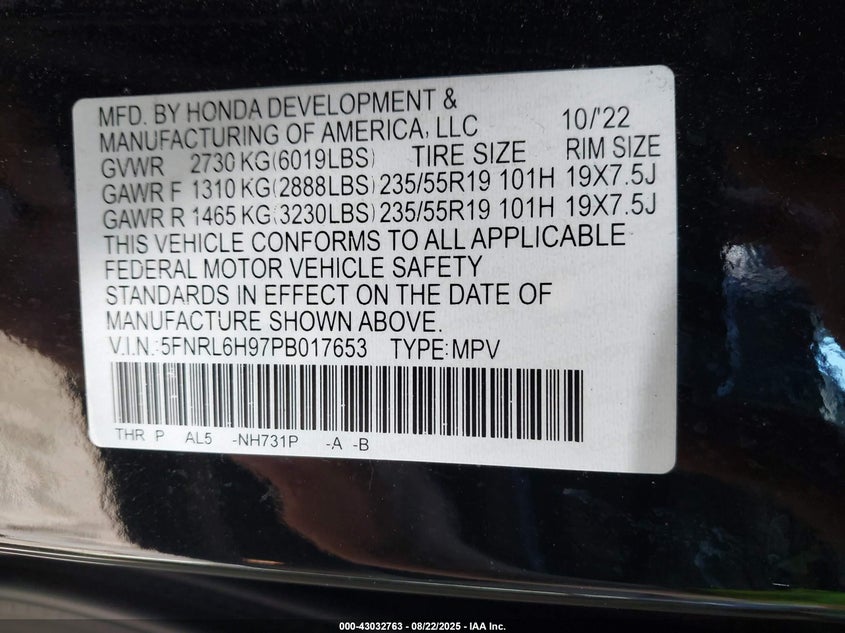 MFD. BY HONDA DEVELOPMENT &
MANUFACTURING OF AMERICA, LLC 10/'22
GVWR 2730 KG(6019LBS) TIRE SIZE RIM SIZE
GAWR F 1310 KG(2888LBS) 235/55R19 101H 19X7.5J
GAWR R 1465 KG(3230LBS) 235/55R19 101H 19X7.5J
THIS VEHICLE CONFORMS TO ALL APPLICABLE
FEDERAL MOTOR VEHICLE SAFETY
STANDARDS IN EFFECT ON THE DATE OF
MANUFACTURE SHOWN ABOVE.
V.I.N.:5FNRL6H97PB017653 TYPE:MPV
THR P AL5 -NH731P -A -B
000-43032763 - 08/22/2025 - IAA Inc.